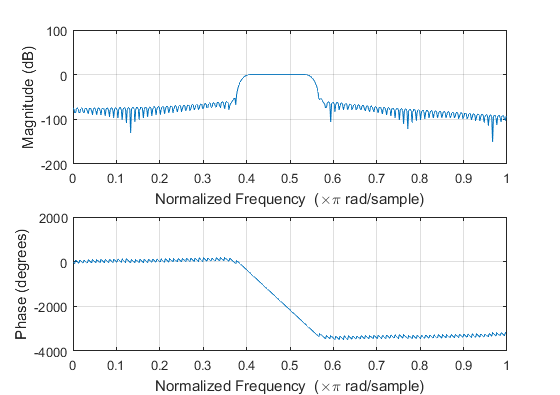 100
0
-100
-200
Magnitude (dB)
0 0.1 0.2 0.3 0.4 0.5 0.6 0.7 0.8 0.9 1
Normalized Frequency (×π rad/sample)
2000
0
-2000
-4000
Phase (degrees)
0 0.1 0.2 0.3 0.4 0.5 0.6 0.7 0.8 0.9 1
Normalized Frequency (×π rad/sample)